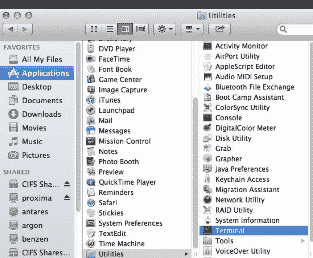 Utilities
FAVORITES
All My Files
Applications
Desktop
Documents
Downloads
Movies
Music
Pictures
SHARED
CIFS Shares...
proxima
antares
argon
benzen
CIFS Shares...
DVD Player
FaceTime
Font Book
Game Center
Image Capture
iTunes
Launchpad
Mail
Messages
Mission Control
Notes
Photo Booth
Preview
QuickTime Player
Reminders
Safari
Stickies
System Preferences
TextEdit
Time Machine
Utilities
Activity Monitor
AirPort Utility
AppleScript Editor
Audio MIDI Setup
Bluetooth File Exchange
Boot Camp Assistant
ColorSync Utility
Console
DigitalColor Meter
Disk Utility
Grab
Grapher
Java Preferences
Keychain Access
Migration Assistant
Network Utility
RAID Utility
System Information
Terminal
Tools
VoiceOver Utility